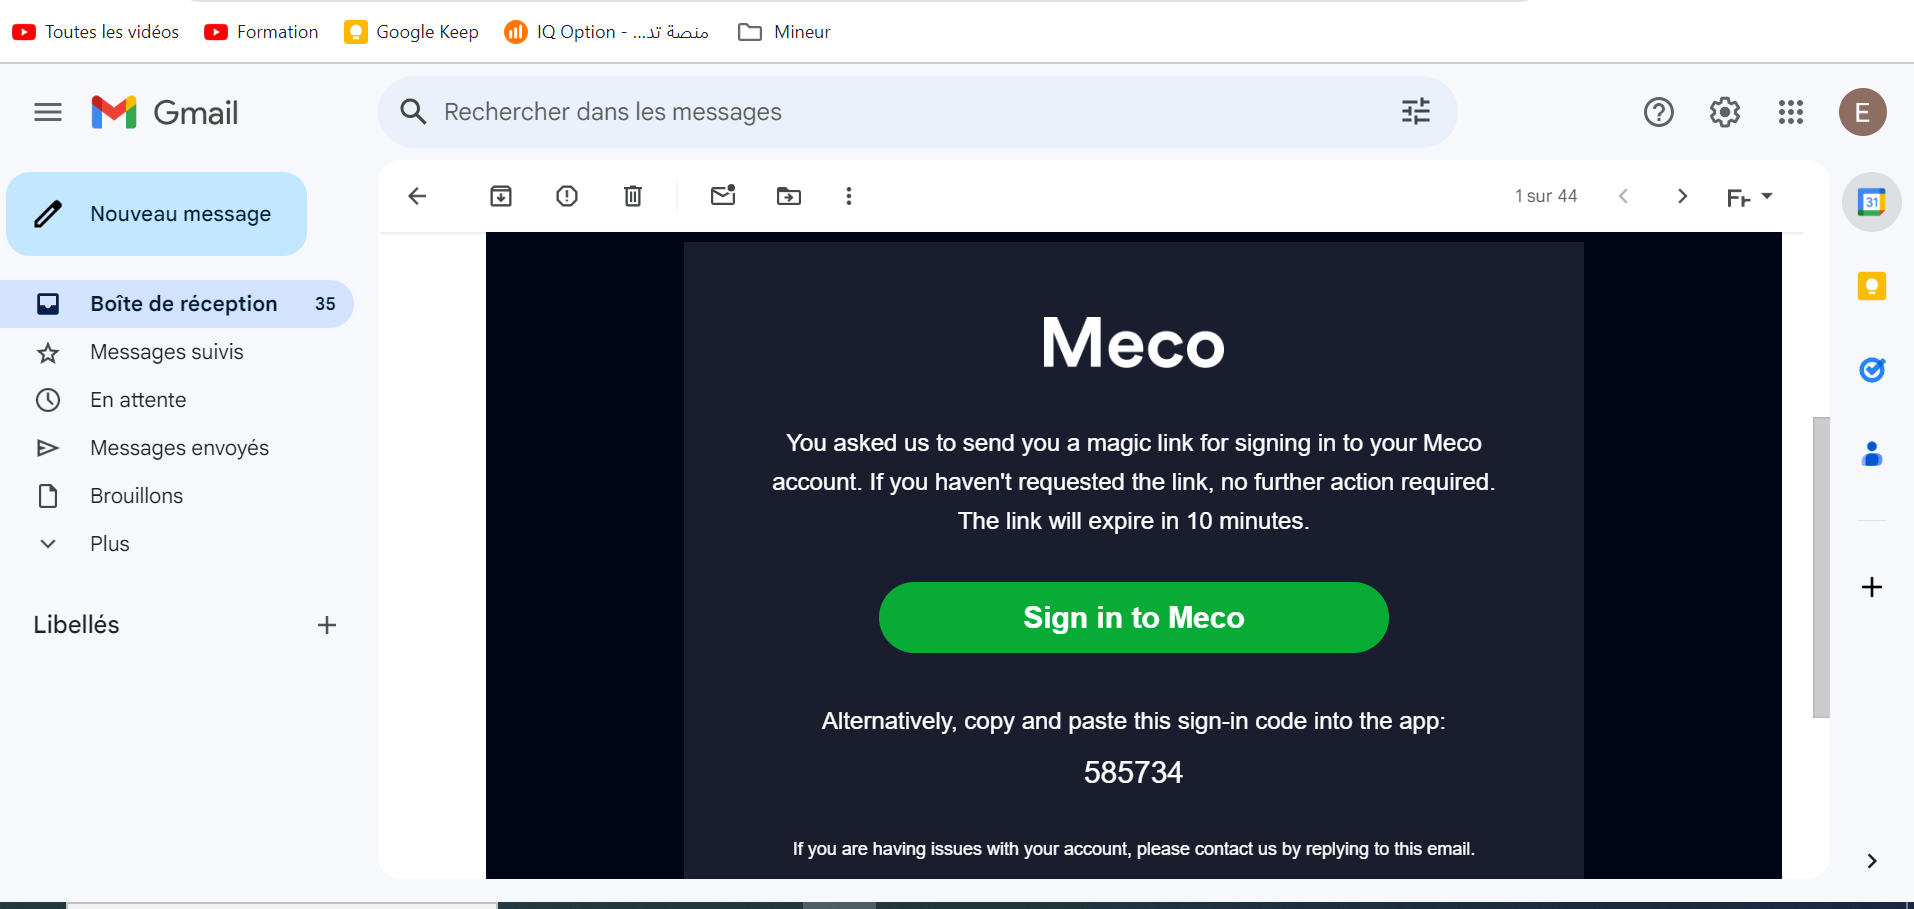 Toutes les vidéos
Formation
Google Keep
IQ Option - ...منصة تد
Mineur
Gmail
Rechercher dans les messages
E
Nouveau message
1 sur 44
Fr
31
Boîte de réception 35
Messages suivis
En attente
Messages envoyés
Brouillons
Plus
Libellés
Meco
You asked us to send you a magic link for signing in to your Meco
account. If you haven't requested the link, no further action required.
The link will expire in 10 minutes.
Sign in to Meco
Alternatively, copy and paste this sign-in code into the app:
585734
If you are having issues with your account, please contact us by replying to this email.